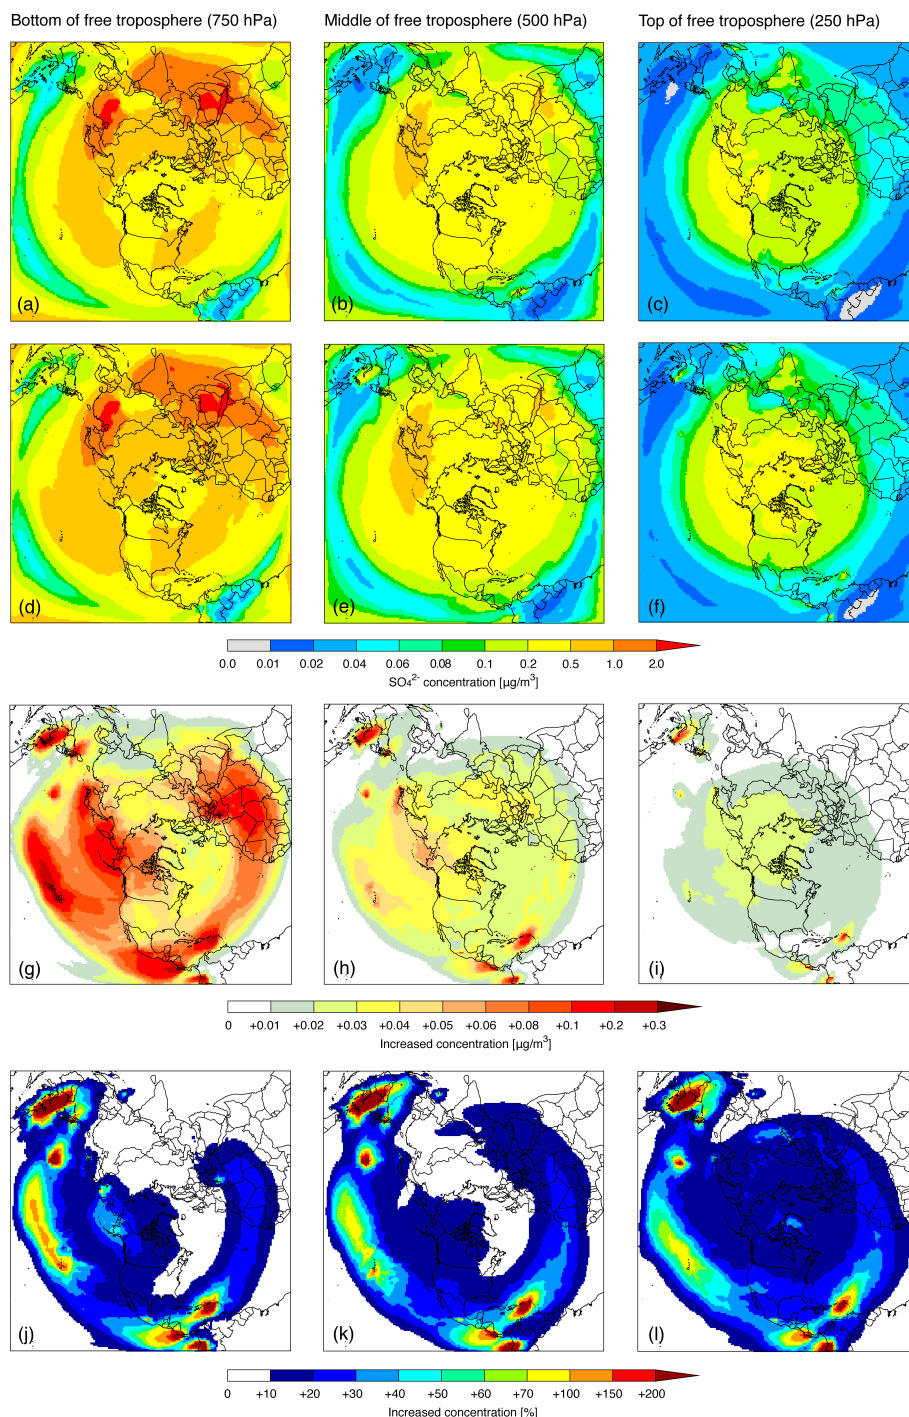 Bottom of free troposphere (750 hPa) Middle of free troposphere (500 hPa) Top of free troposphere (250 hPa)
(a) (b) (c)
(d) (e) (f)
0.0 0.01 0.02 0.04 0.06 0.08 0.1 0.2 0.5 1.0 2.0
SO₄²⁻ concentration [μg/m³]
(g) (h) (i)
0 +0.01 +0.02 +0.03 +0.04 +0.05 +0.06 +0.08 +0.1 +0.2 +0.3
Increased concentration [μg/m³]
(j) (k) (l)
0 +10 +20 +30 +40 +50 +60 +70 +100 +150 +200
Increased concentration [%]